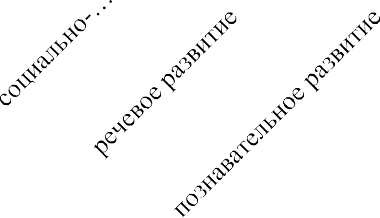 социально-...
речевое развитие
познавательное развитие